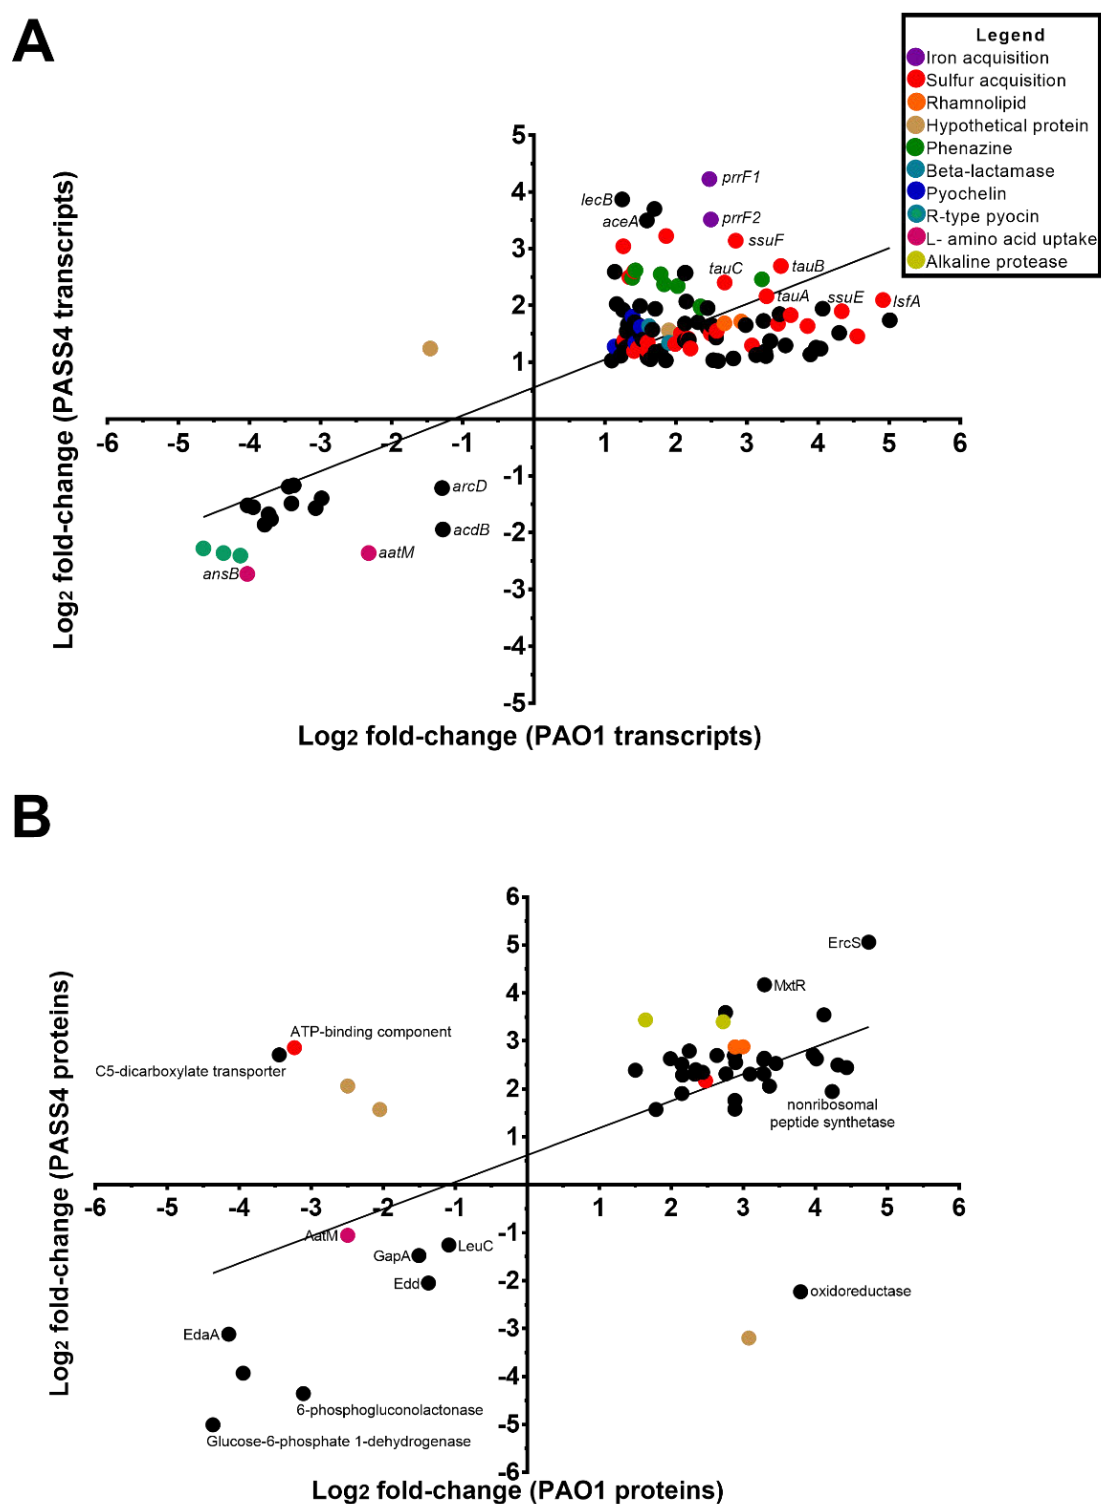 A
Legend
Iron acquisition
Sulfur acquisition
Rhamnolipid
Hypothetical protein
Phenazine
Beta-lactamase
Pyochelin
R-type pyocin
L- amino acid uptake
Alkaline protease
Log2 fold-change (PASS4 transcripts)
5
4
3
2
1
-1
-2
-3
-4
-5
-6 -5 -4 -3 -2 -1 1 2 3 4 5 6
prrF1
lecB
prrF2
aceA
ssuF
tauC
tauB
tauA
ssuE
lsfA
arcD
acdB
aatM
ansB
Log2 fold-change (PAO1 transcripts)
B
Log2 fold-change (PASS4 proteins)
6
5
4
3
2
1
-1
-2
-3
-4
-5
-6
-6 -5 -4 -3 -2 -1 1 2 3 4 5 6
ErcS
MxtR
ATP-binding component
C5-dicarboxylate transporter
nonribosomal
peptide synthetase
AatM
LeuC
GapA
Edd
oxidoreductase
EdaA
6-phosphogluconolactonase
Glucose-6-phosphate 1-dehydrogenase
Log2 fold-change (PAO1 proteins)